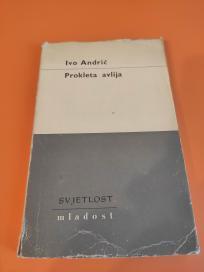 Ivo Andrić
Prokleta avlija
SVJETLOST
mladost